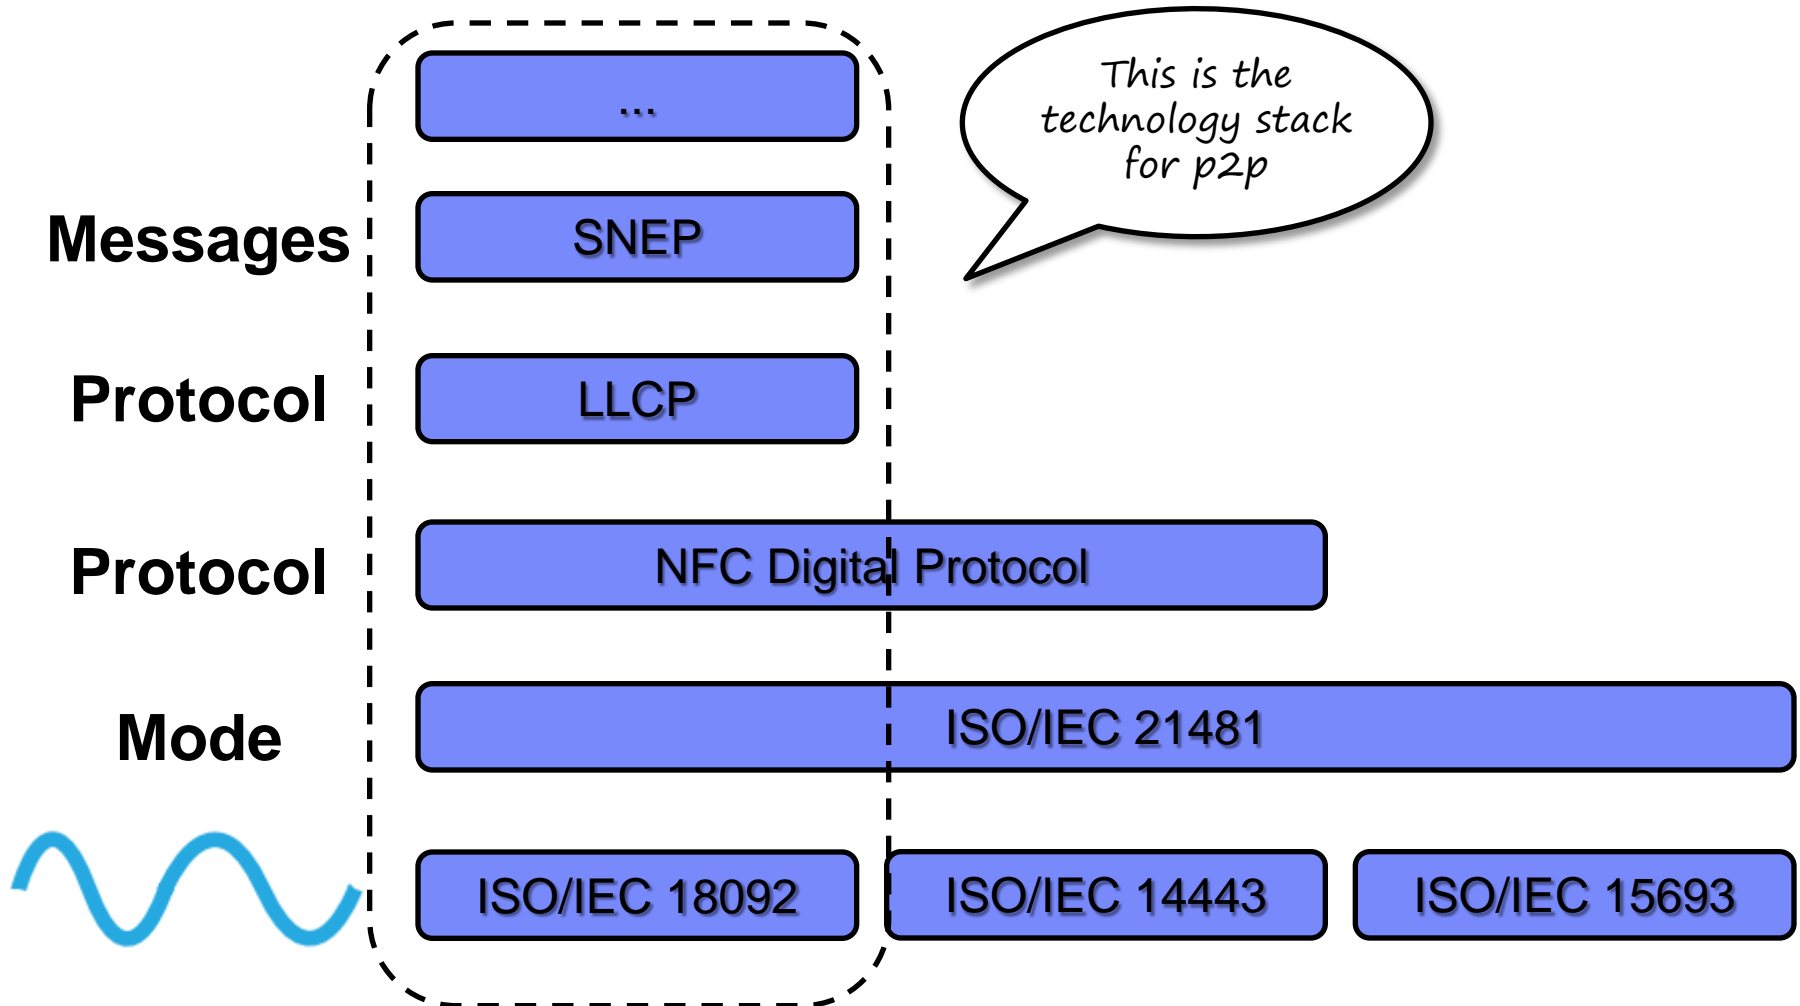 ...
This is the
technology stack
for p2p
Messages
SNEP
Protocol
LLCP
Protocol
NFC Digital Protocol
Mode
ISO/IEC 21481
ISO/IEC 18092
ISO/IEC 14443
ISO/IEC 15693